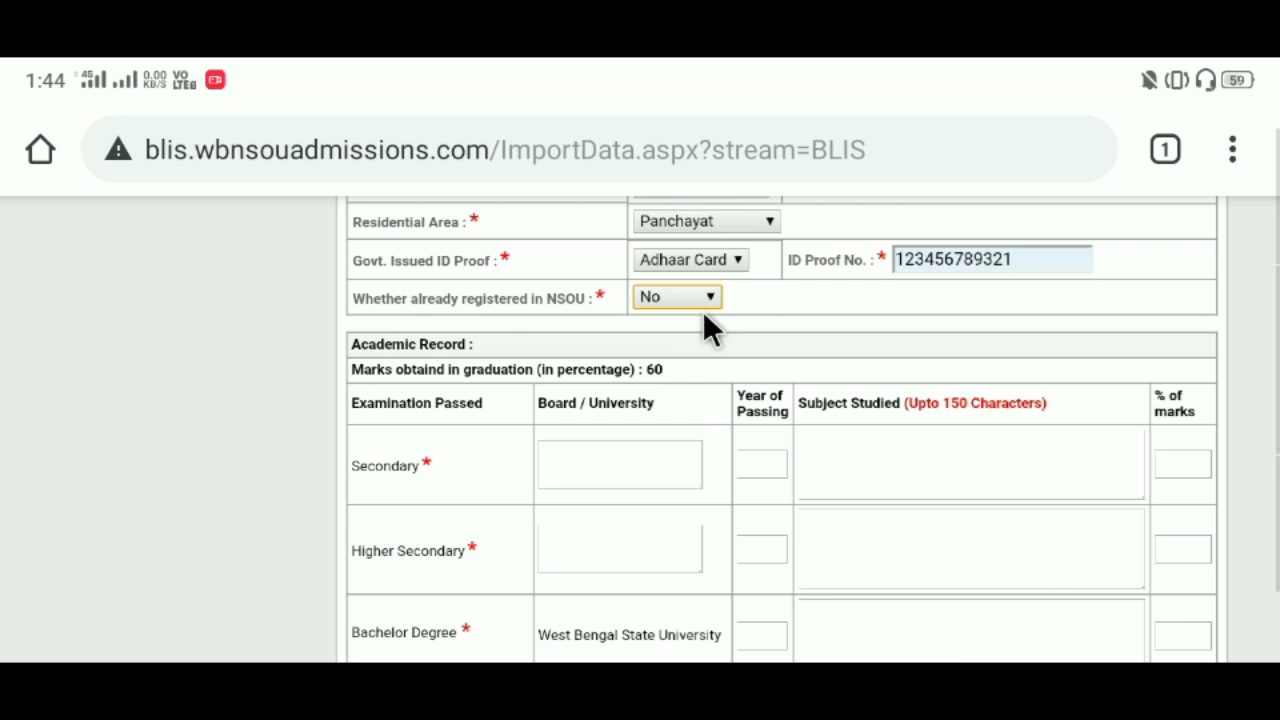 1:44 4G 0.00 KB/S VO LTE 59
blis.wbnsouadmissions.com/ImportData.aspx?stream=BLIS 1
Residential Area : * Panchayat
Govt. Issued ID Proof : * Adhaar Card ID Proof No. : * 123456789321
Whether already registered in NSOU : * No
Academic Record :
Marks obtaind in graduation (in percentage) : 60
Examination Passed Board / University Year of Passing Subject Studied (Upto 150 Characters) % of marks
Secondary *
Higher Secondary *
Bachelor Degree * West Bengal State University